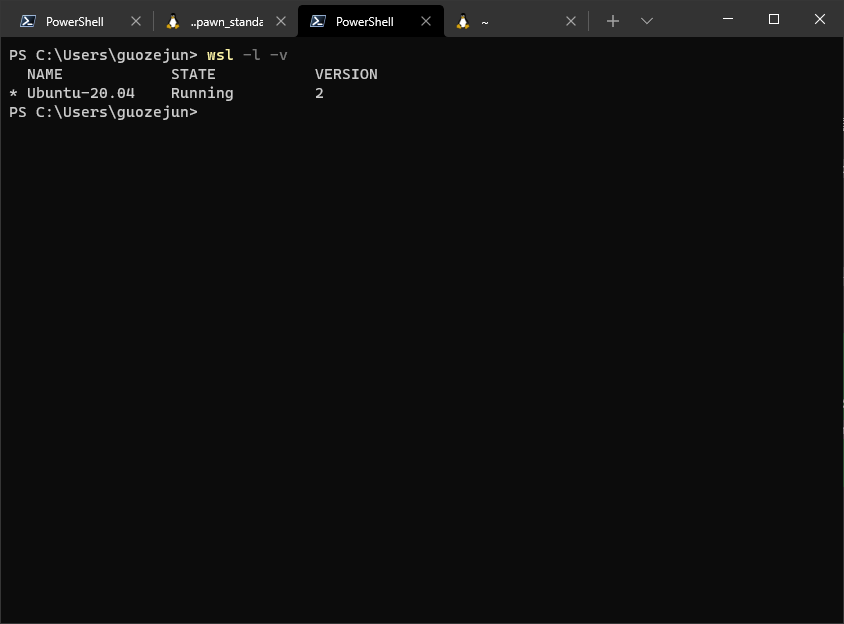 PowerShell ..pawn_standa PowerShell ~
PS C:\Users\guozejun> wsl -l -v
NAME STATE VERSION
* Ubuntu-20.04 Running 2
PS C:\Users\guozejun>